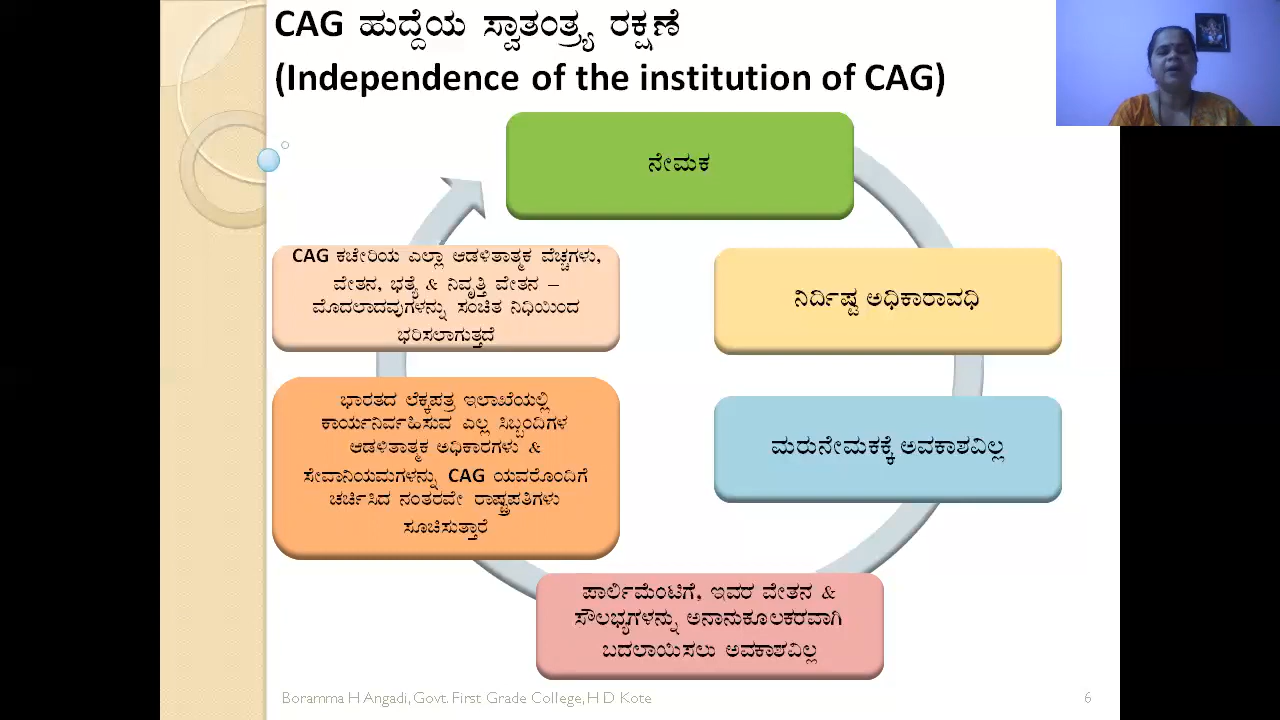 CAG ಹುದ್ದೆಯ ಸ್ವಾತಂತ್ರ್ಯ ರಕ್ಷಣೆ
(Independence of the institution of CAG)
ನೇಮಕ
ನಿರ್ದಿಷ್ಟ ಅಧಿಕಾರಾವಧಿ
ಮರುನೇಮಕಕ್ಕೆ ಅವಕಾಶವಿಲ್ಲ
ಪಾರ್ಲಿಮೆಂಟಿಗೆ, ಇವರ ವೇತನ &
ಸೌಲಭ್ಯಗಳನ್ನು ಅನಾನುಕೂಲಕರವಾಗಿ
ಬದಲಾಯಿಸಲು ಅವಕಾಶವಿಲ್ಲ
ಭಾರತದ ಲೆಕ್ಕಪತ್ರ ಇಲಾಖೆಯಲ್ಲಿ
ಕಾರ್ಯನಿರ್ವಹಿಸುವ ಎಲ್ಲ ಸಿಬ್ಬಂದಿಗಳ
ಆಡಳಿತಾತ್ಮಕ ಅಧಿಕಾರಗಳು &
ಸೇವಾನಿಯಮಗಳನ್ನು CAG ಯವರೊಂದಿಗೆ
ಚರ್ಚಿಸಿದ ನಂತರವೇ ರಾಷ್ಟ್ರಪತಿಗಳು
ಸೂಚಿಸುತ್ತಾರೆ
CAG ಕಚೇರಿಯ ಎಲ್ಲಾ ಆಡಳಿತಾತ್ಮಕ ವೆಚ್ಚಗಳು,
ವೇತನ, ಭತ್ಯೆ & ನಿವೃತ್ತಿ ವೇತನ –
ಮೊದಲಾದವುಗಳನ್ನು ಸಂಚಿತ ನಿಧಿಯಿಂದ
ಭರಿಸಲಾಗುತ್ತದೆ
Boramma H Angadi, Govt. First Grade College, H D Kote
6